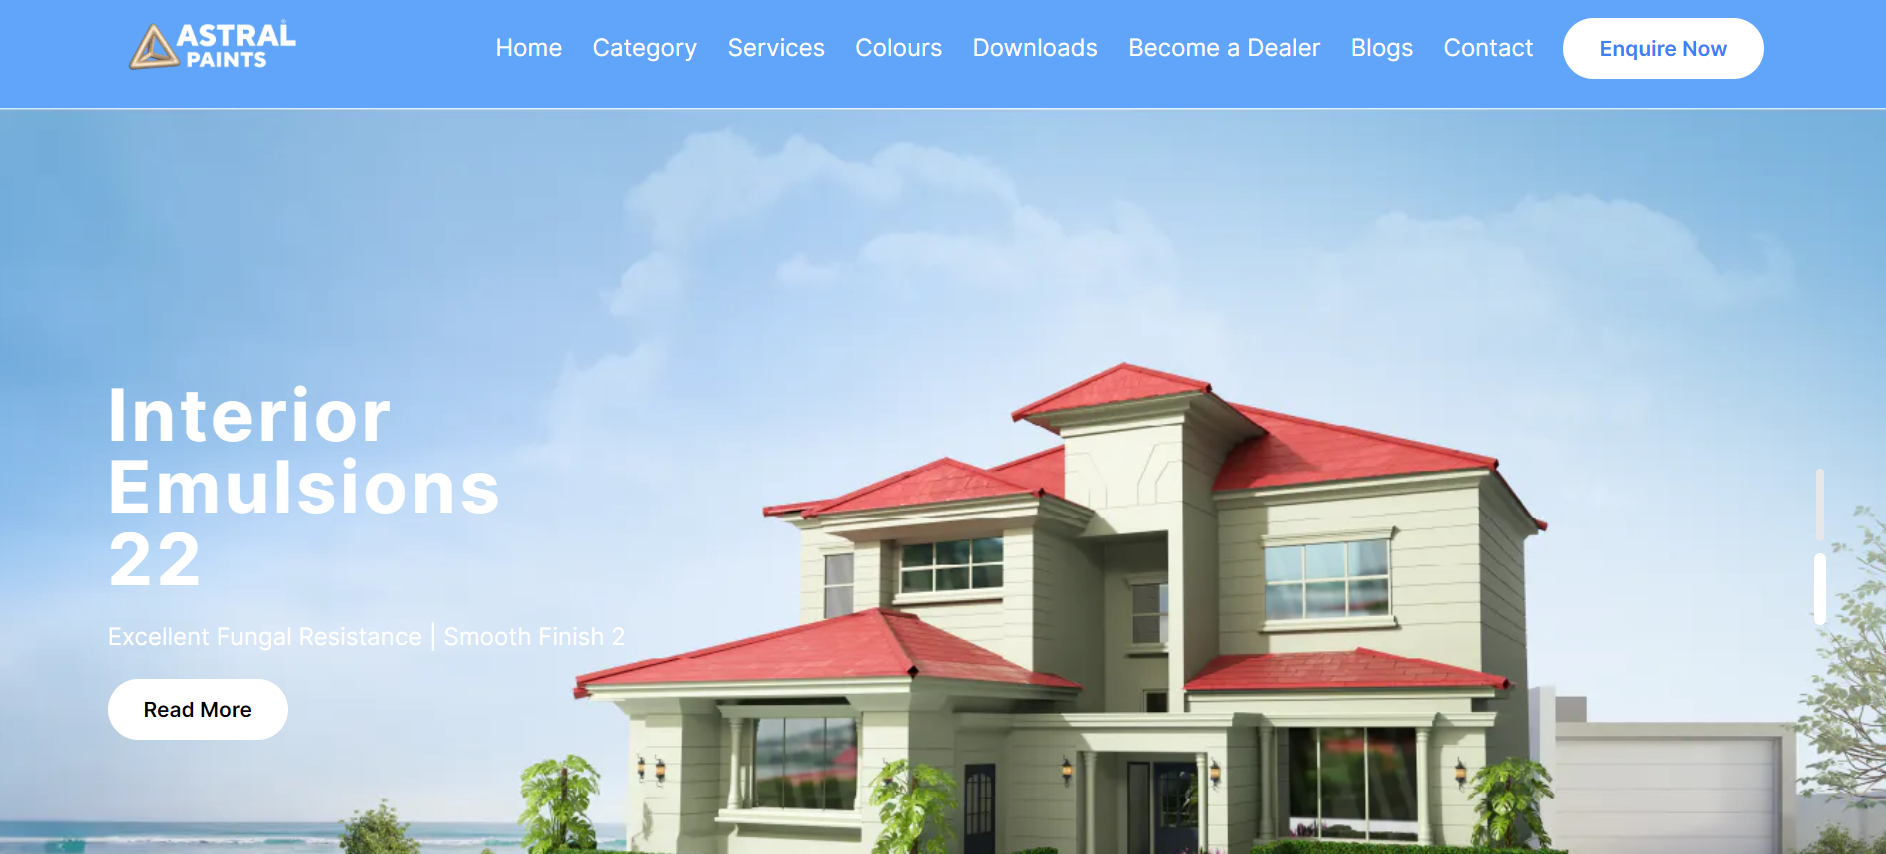 ASTRAL
PAINTS
Home Category Services Colours Downloads Become a Dealer Blogs Contact Enquire Now
Interior
Emulsions
22
Excellent Fungal Resistance | Smooth Finish 2
Read More